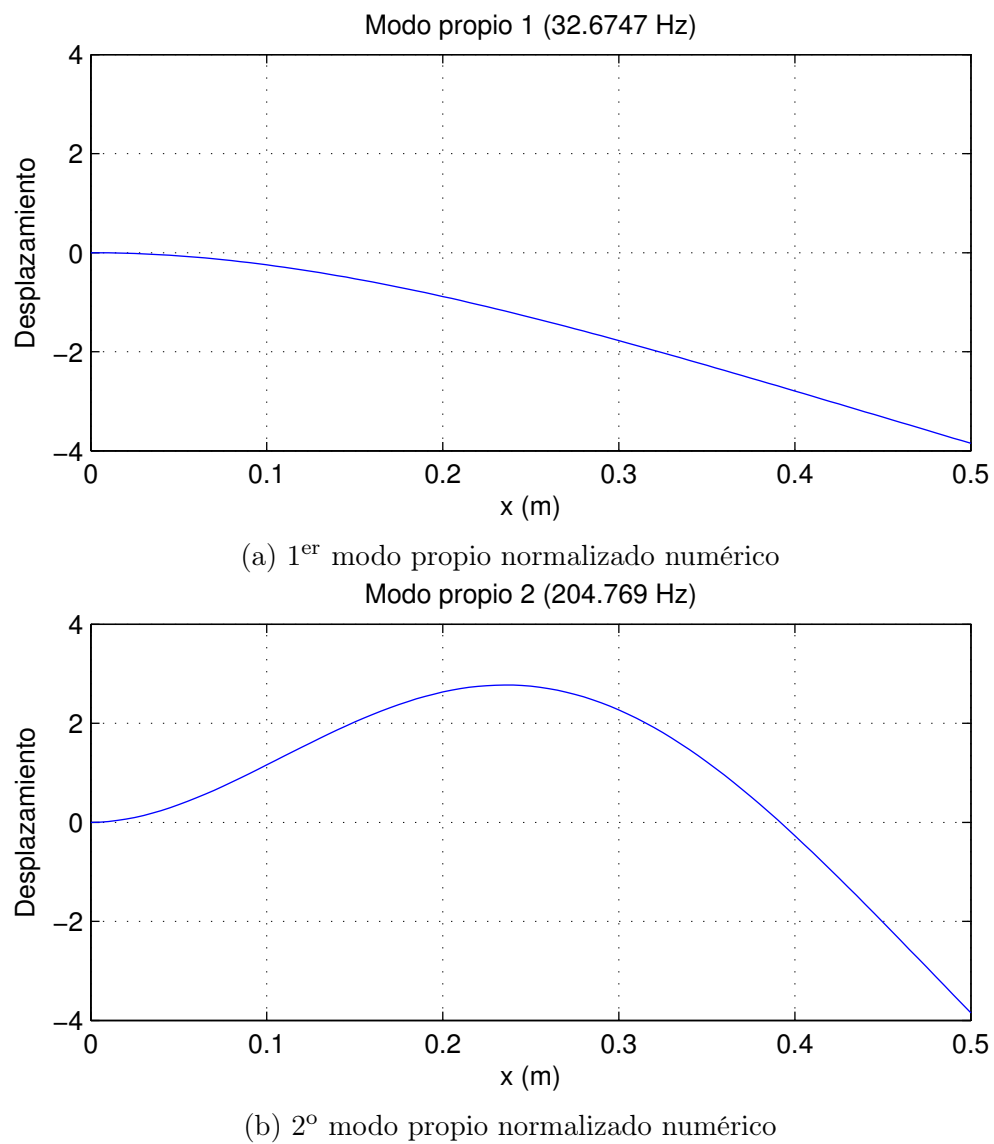 Modo propio 1 (32.6747 Hz)
4
2
0
−2
−4
Desplazamiento
0 0.1 0.2 0.3 0.4 0.5
x (m)
(a) 1er modo propio normalizado numérico
Modo propio 2 (204.769 Hz)
4
2
0
−2
−4
Desplazamiento
0 0.1 0.2 0.3 0.4 0.5
x (m)
(b) 2º modo propio normalizado numérico